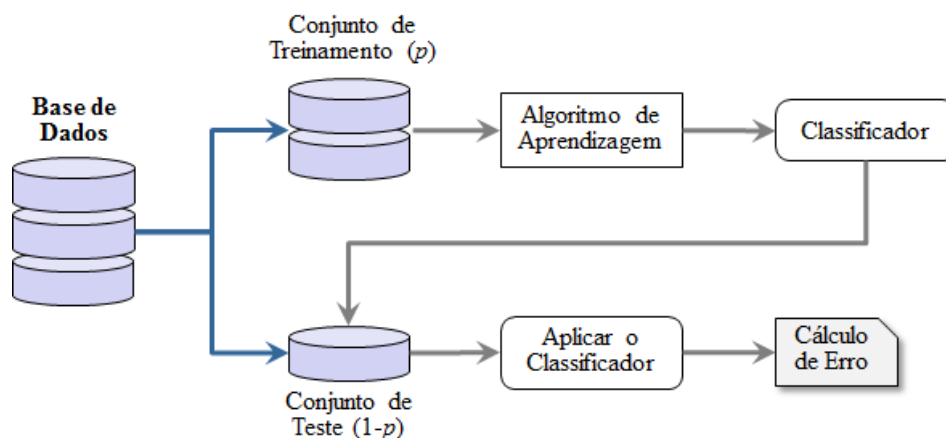 Conjunto de
Treinamento (p)
Base de
Dados
Algoritmo de
Aprendizagem
Classificador
Aplicar o
Classificador
Cálculo
de Erro
Conjunto de
Teste (1-p)